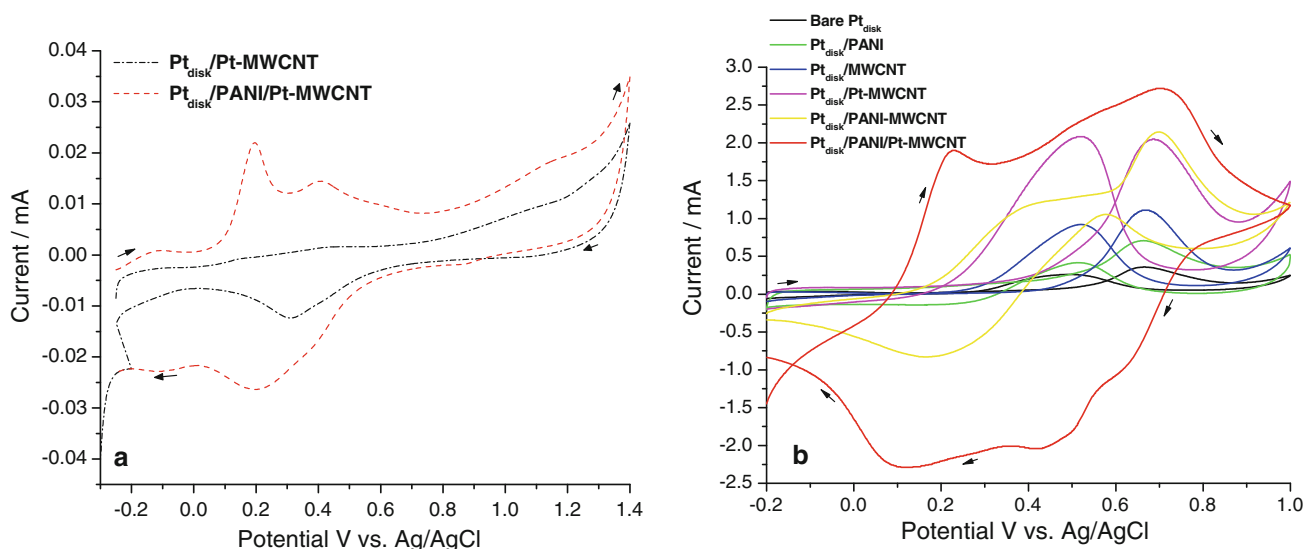 Pt_disk/Pt-MWCNT
Pt_disk/PANI/Pt-MWCNT
0.04
0.03
0.02
0.01
0.00
-0.01
-0.02
-0.03
-0.04
Current / mA
a
-0.2 0.0 0.2 0.4 0.6 0.8 1.0 1.2 1.4
Potential V vs. Ag/AgCl
Bare Pt_disk
Pt_disk/PANI
Pt_disk/MWCNT
Pt_disk/Pt-MWCNT
Pt_disk/PANI-MWCNT
Pt_disk/PANI/Pt-MWCNT
3.0
2.5
2.0
1.5
1.0
0.5
0.0
-0.5
-1.0
-1.5
-2.0
-2.5
Current / mA
b
-0.2 0.0 0.2 0.4 0.6 0.8 1.0
Potential V vs. Ag/AgCl